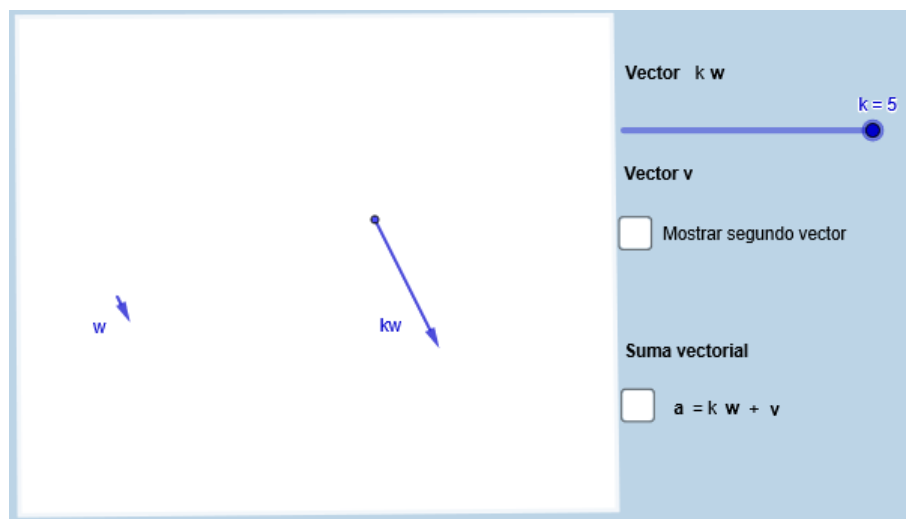 Vector k w
k = 5
Vector v
Mostrar segundo vector
w
kw
Suma vectorial
a = k w + v